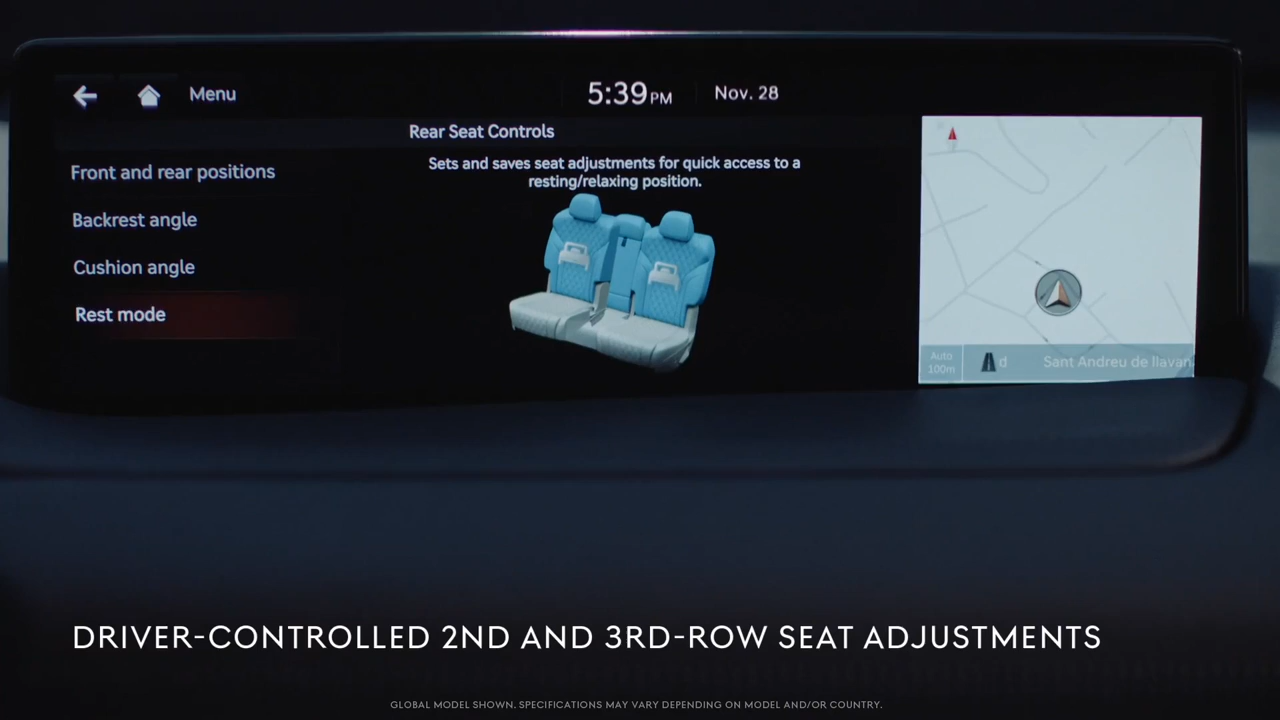 Menu
5:39 PM
Nov. 28
Rear Seat Controls
Front and rear positions
Backrest angle
Cushion angle
Rest mode
Sets and saves seat adjustments for quick access to a
resting/relaxing position.
Auto
100m
d
Sant Andreu de llavan
DRIVER-CONTROLLED 2ND AND 3RD-ROW SEAT ADJUSTMENTS
GLOBAL MODEL SHOWN. SPECIFICATIONS MAY VARY DEPENDING ON MODEL AND/OR COUNTRY.